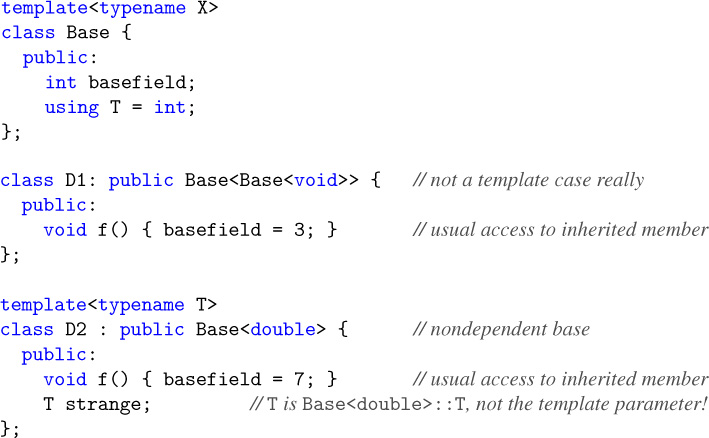 template<typename X>
class Base {
  public:
    int basefield;
    using T = int;
};

class D1: public Base<Base<void>> {   // not a template case really
  public:
    void f() { basefield = 3; }       // usual access to inherited member
};

template<typename T>
class D2 : public Base<double> {      // nondependent base
  public:
    void f() { basefield = 7; }       // usual access to inherited member
    T strange;         // T is Base<double>::T, not the template parameter!
};